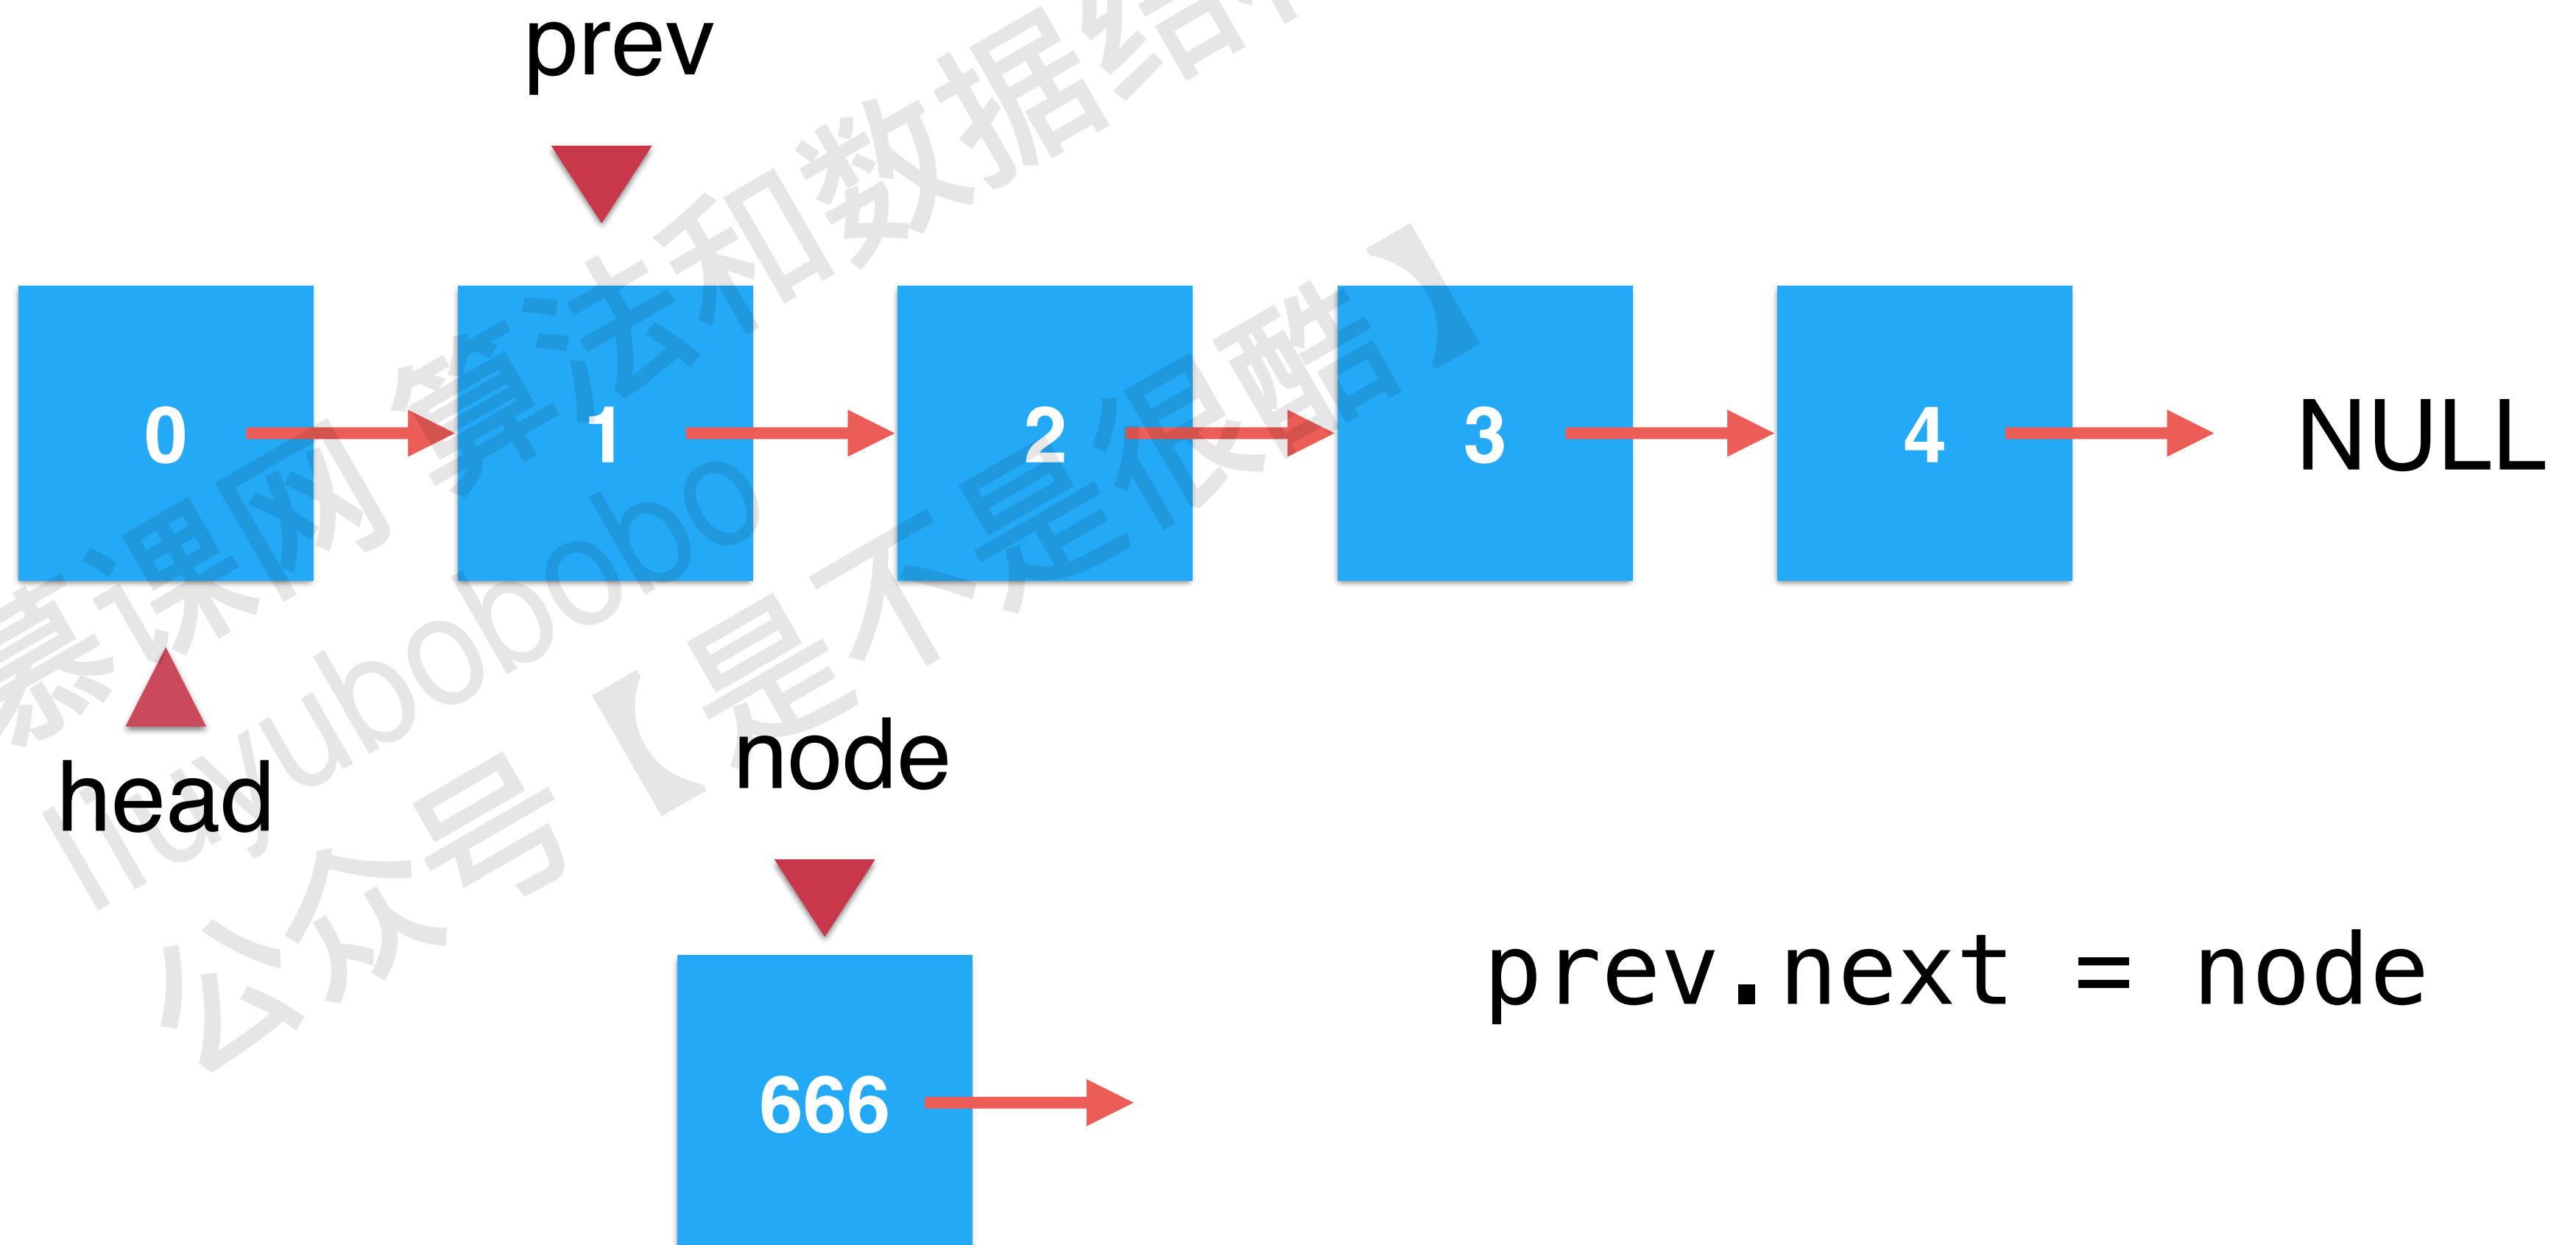 prev
0 1 2 3 4 NULL
head
node
prev.next = node
666
慕课网 算法和数据结
liuyubobobo
公众号【是不是很酷】